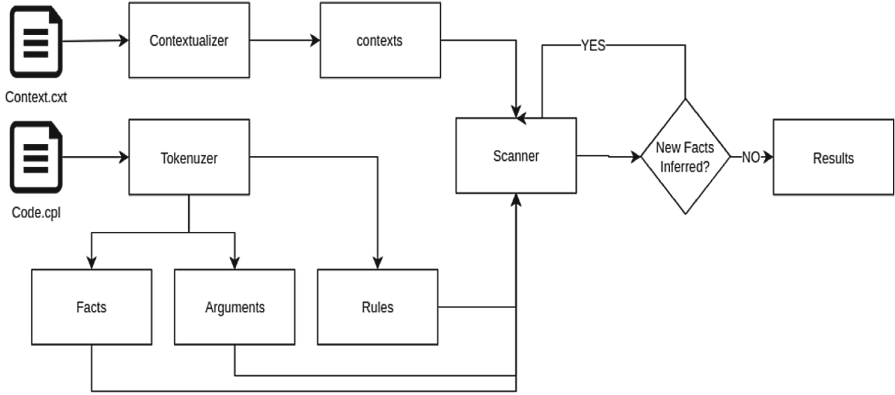 Contextualizer
contexts
YES
Context.cxt
Tokenuzer
Scanner
New Facts
Inferred?
NO
Results
Code.cpl
Facts
Arguments
Rules